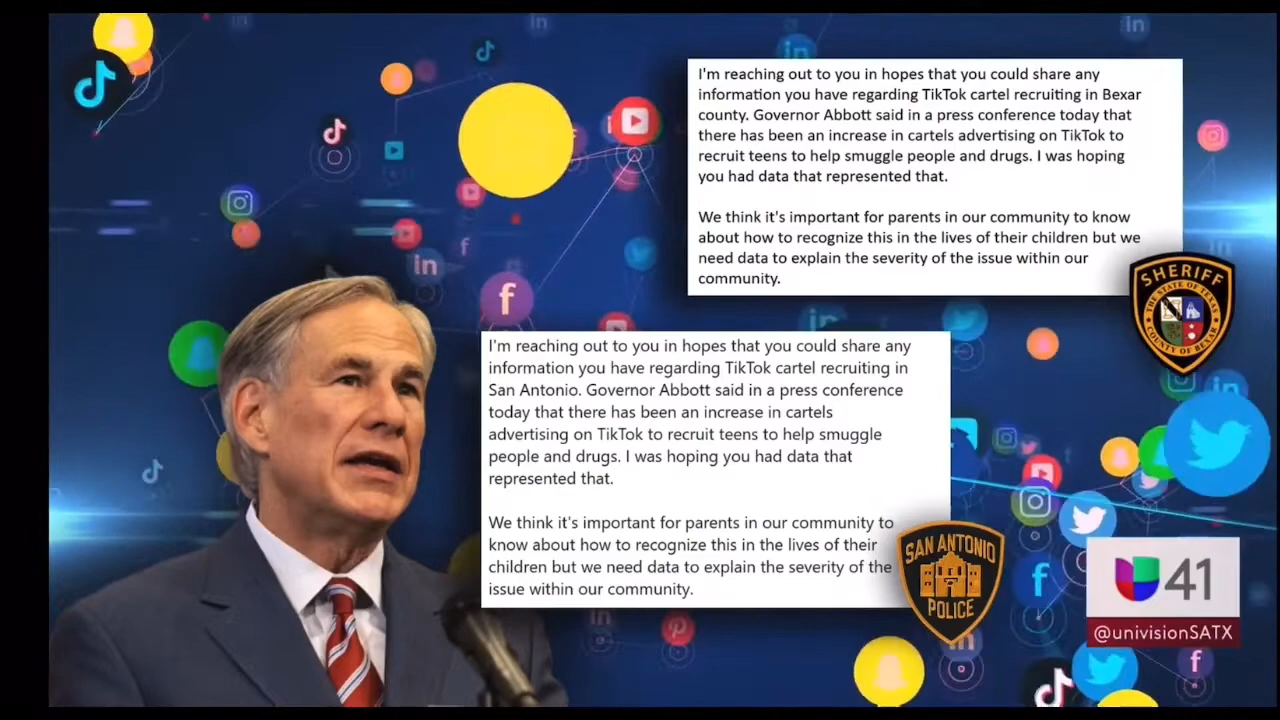 I'm reaching out to you in hopes that you could share any
information you have regarding TikTok cartel recruiting in Bexar
county. Governor Abbott said in a press conference today that
there has been an increase in cartels advertising on TikTok to
recruit teens to help smuggle people and drugs. I was hoping
you had data that represented that.
We think it's important for parents in our community to know
about how to recognize this in the lives of their children but we
need data to explain the severity of the issue within our
community.
SHERIFF
THE STATE OF TEXAS
COUNTY OF BEXAR
I'm reaching out to you in hopes that you could share any
information you have regarding TikTok cartel recruiting in
San Antonio. Governor Abbott said in a press conference
today that there has been an increase in cartels
advertising on TikTok to recruit teens to help smuggle
people and drugs. I was hoping you had data that
represented that.
We think it's important for parents in our community to
know about how to recognize this in the lives of their
children but we need data to explain the severity of the
issue within our community.
SAN ANTONIO
POLICE
41
@univisionSATX